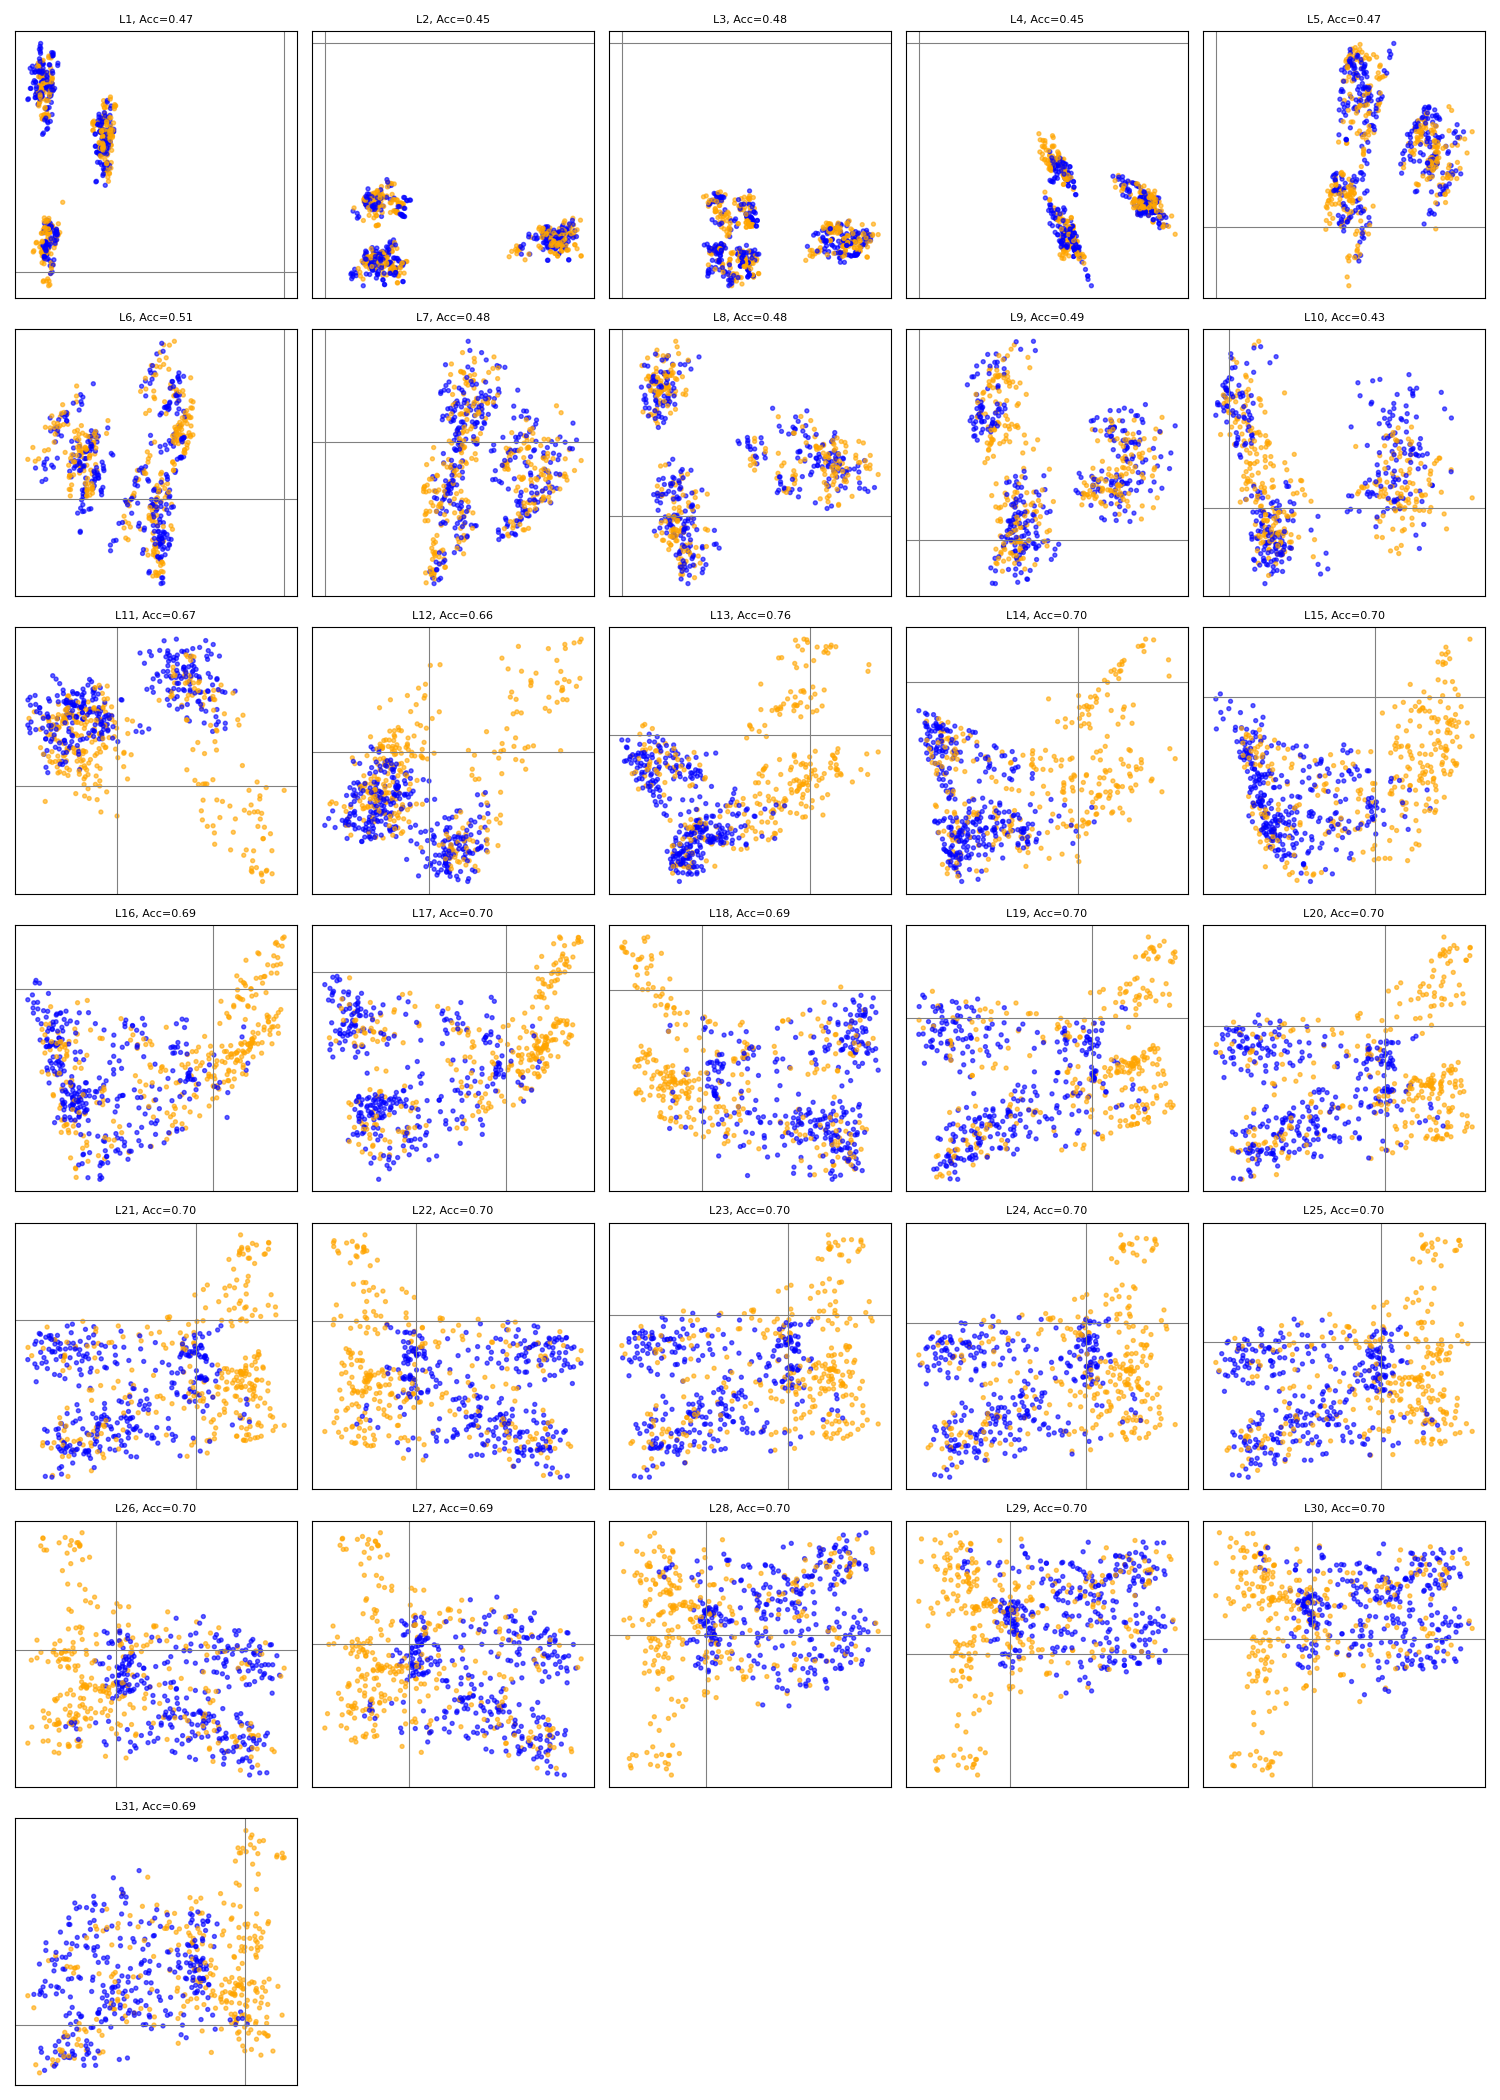 L1, Acc=0.47
L2, Acc=0.45
L3, Acc=0.48
L4, Acc=0.45
L5, Acc=0.47
L6, Acc=0.51
L7, Acc=0.48
L8, Acc=0.48
L9, Acc=0.49
L10, Acc=0.43
L11, Acc=0.67
L12, Acc=0.66
L13, Acc=0.76
L14, Acc=0.70
L15, Acc=0.70
L16, Acc=0.69
L17, Acc=0.70
L18, Acc=0.69
L19, Acc=0.70
L20, Acc=0.70
L21, Acc=0.70
L22, Acc=0.70
L23, Acc=0.70
L24, Acc=0.70
L25, Acc=0.70
L26, Acc=0.70
L27, Acc=0.69
L28, Acc=0.70
L29, Acc=0.70
L30, Acc=0.70
L31, Acc=0.69